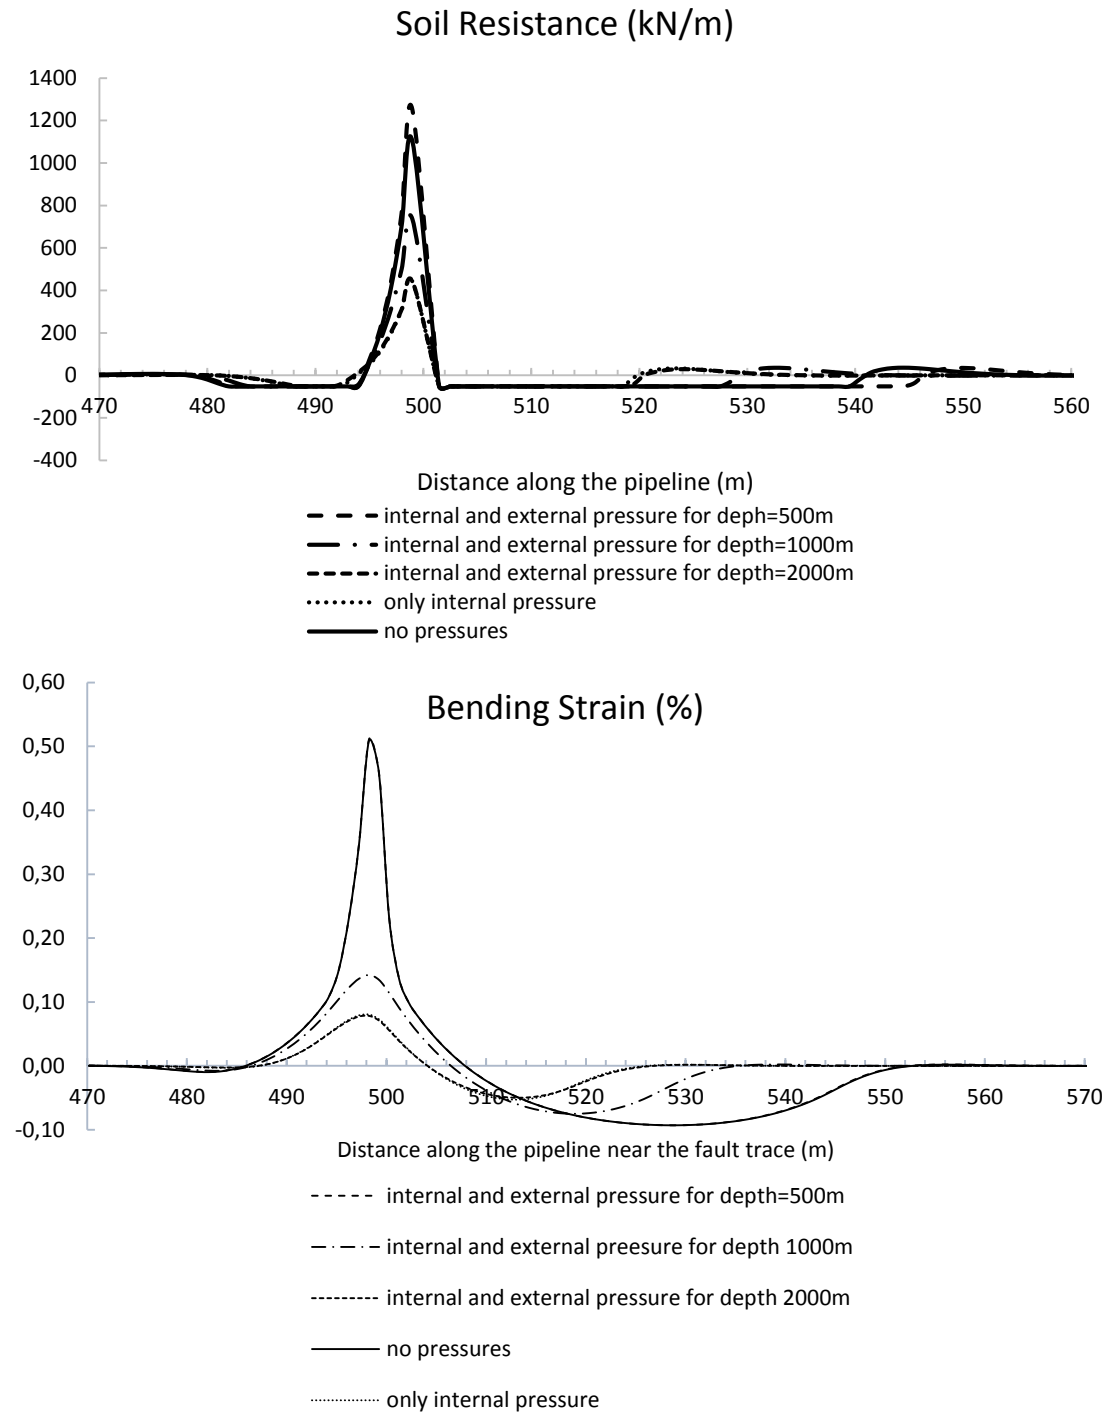 Soil Resistance (kN/m)
1400
1200
1000
800
600
400
200
0
-200
-400
470 480 490 500 510 520 530 540 550 560
Distance along the pipeline (m)
internal and external pressure for deph=500m
internal and external pressure for depth=1000m
internal and external pressure for depth=2000m
only internal pressure
no pressures
Bending Strain (%)
0,60
0,50
0,40
0,30
0,20
0,10
0,00
-0,10
470 480 490 500 510 520 530 540 550 560 570
Distance along the pipeline near the fault trace (m)
internal and external pressure for depth=500m
internal and external preesure for depth 1000m
internal and external pressure for depth 2000m
no pressures
only internal pressure